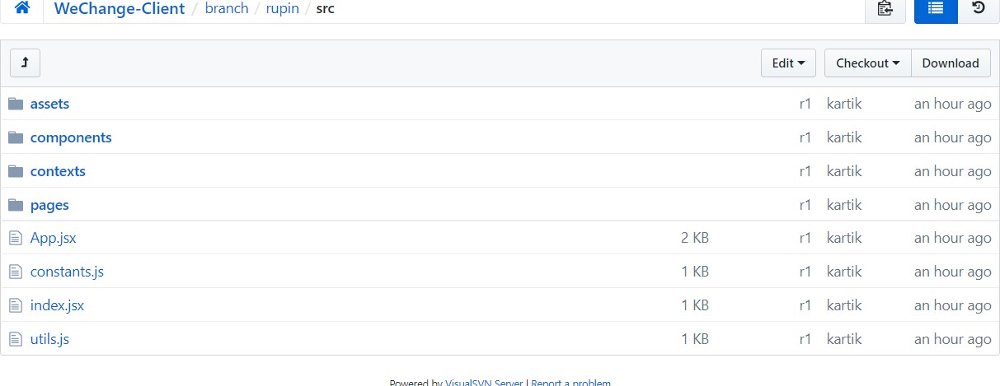 WeChange-Client / branch / rupin / src
Edit Checkout Download
assets r1 kartik an hour ago
components r1 kartik an hour ago
contexts r1 kartik an hour ago
pages r1 kartik an hour ago
App.jsx 2 KB r1 kartik an hour ago
constants.js 1 KB r1 kartik an hour ago
index.jsx 1 KB r1 kartik an hour ago
utils.js 1 KB r1 kartik an hour ago
Powered by VisualSVN Server | Report a problem